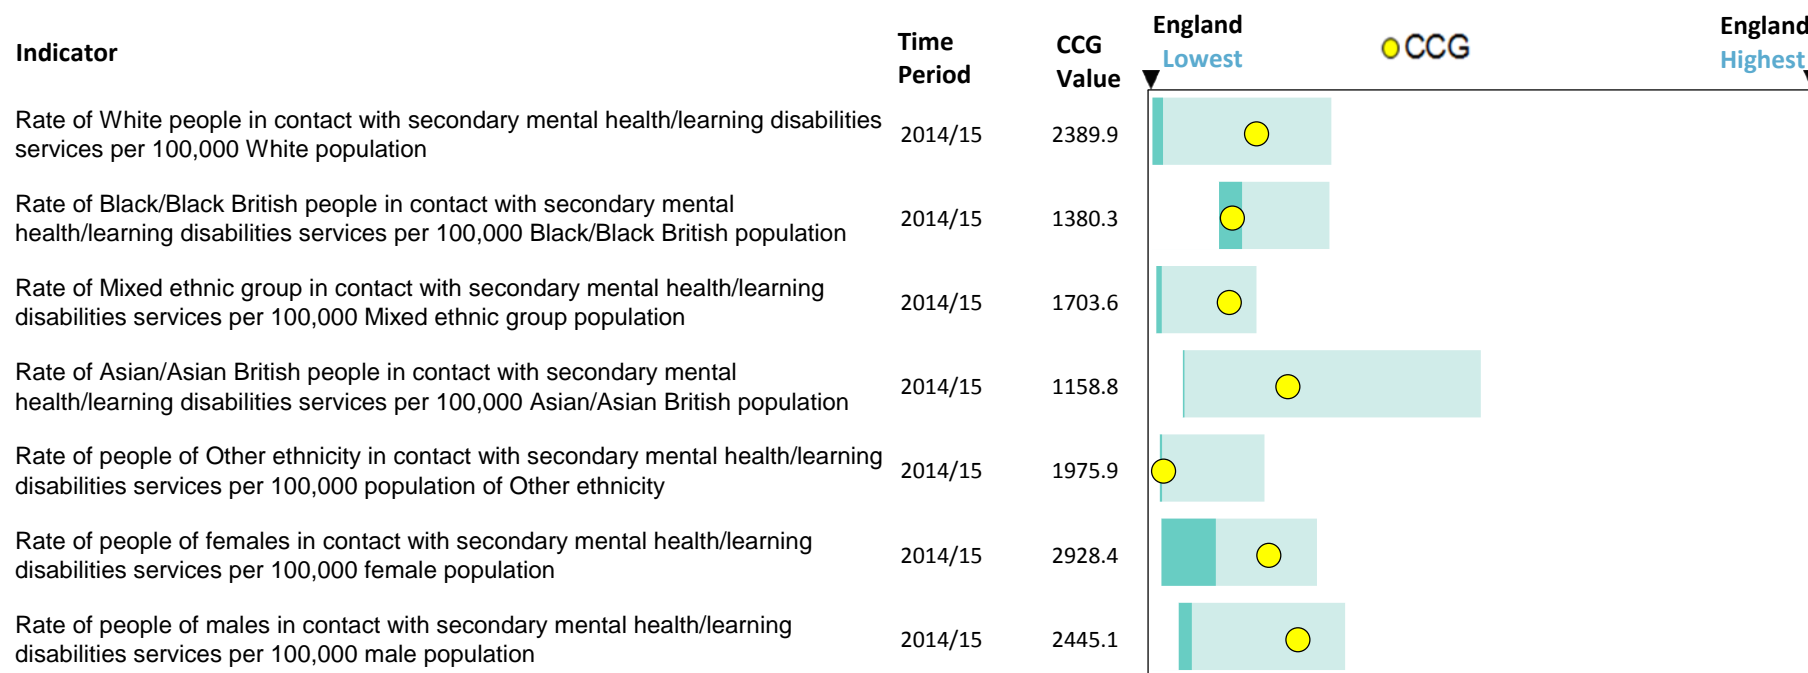 Indicator
Time
Period
CCG
Value
England
Lowest
CCG
England
Highest
Rate of White people in contact with secondary mental health/learning disabilities
services per 100,000 White population
2014/15
2389.9
Rate of Black/Black British people in contact with secondary mental
health/learning disabilities services per 100,000 Black/Black British population
2014/15
1380.3
Rate of Mixed ethnic group in contact with secondary mental health/learning
disabilities services per 100,000 Mixed ethnic group population
2014/15
1703.6
Rate of Asian/Asian British people in contact with secondary mental
health/learning disabilities services per 100,000 Asian/Asian British population
2014/15
1158.8
Rate of people of Other ethnicity in contact with secondary mental health/learning
disabilities services per 100,000 population of Other ethnicity
2014/15
1975.9
Rate of people of females in contact with secondary mental health/learning
disabilities services per 100,000 female population
2014/15
2928.4
Rate of people of males in contact with secondary mental health/learning
disabilities services per 100,000 male population
2014/15
2445.1